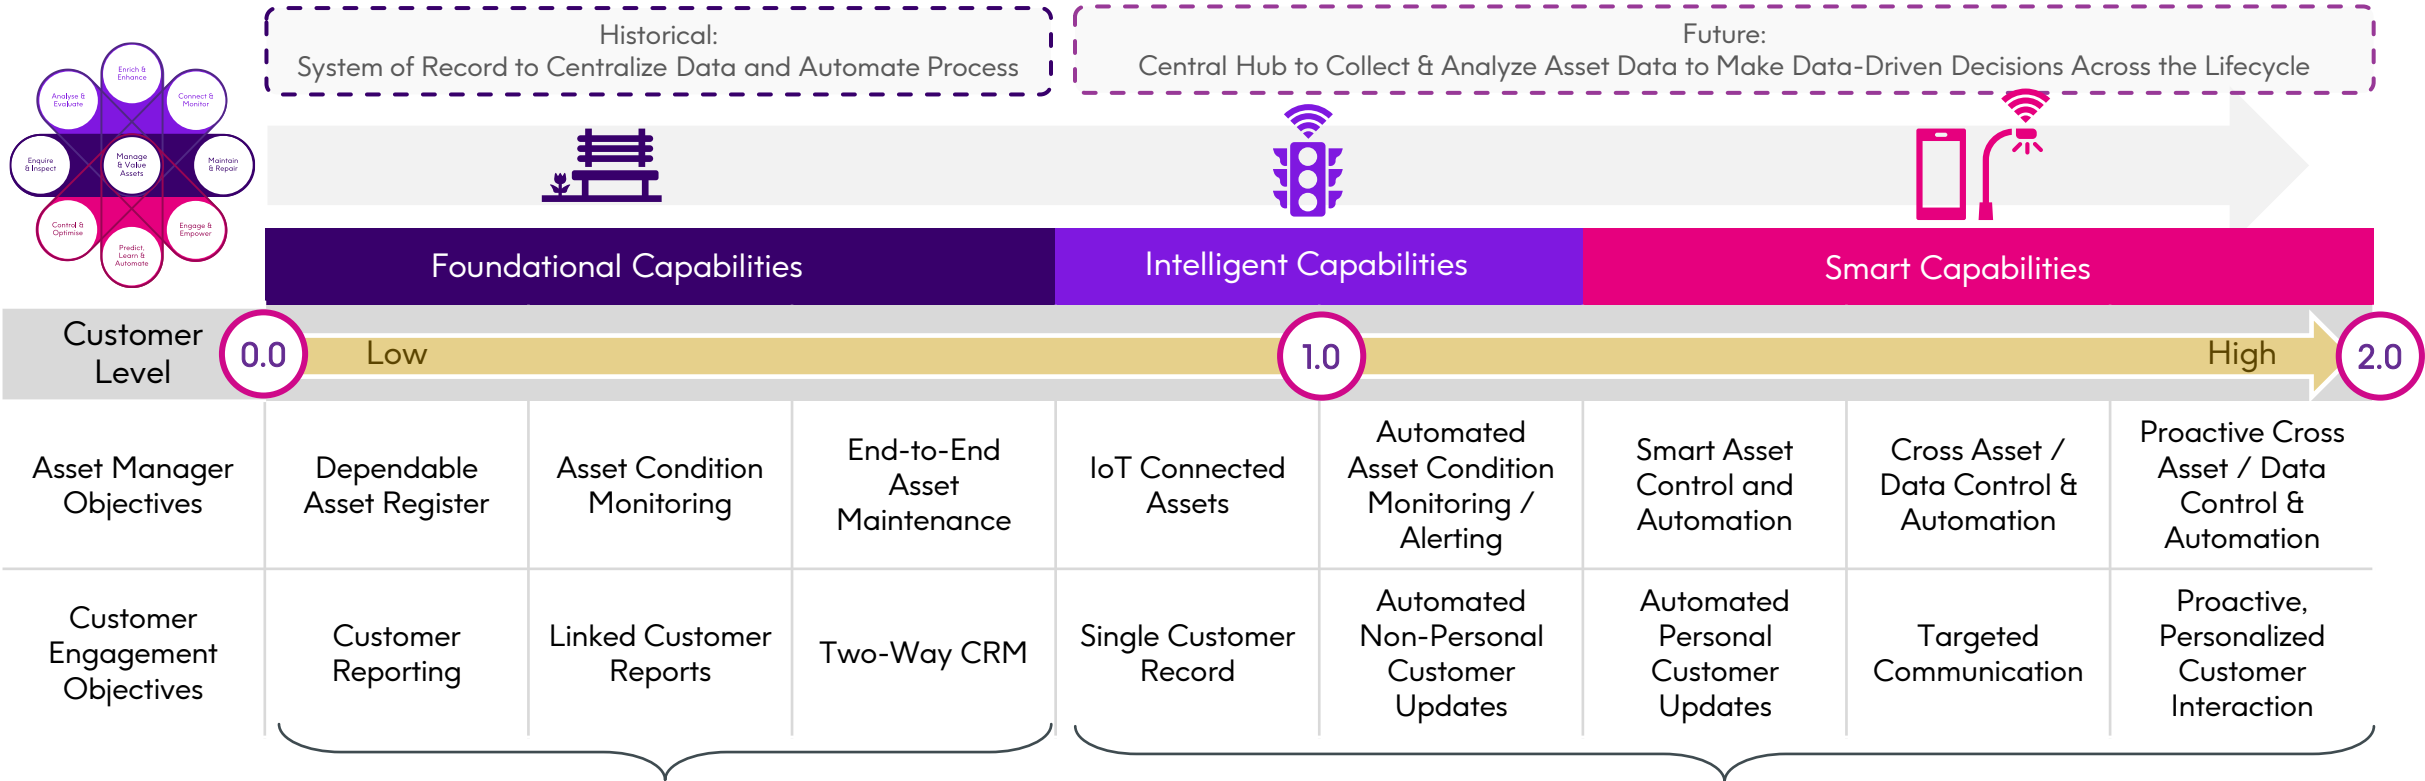 Historical:
System of Record to Centralize Data and Automate Process
Future:
Central Hub to Collect & Analyze Asset Data to Make Data-Driven Decisions Across the Lifecycle
Enrich &
Enhance
Analyse &
Evaluate
Connect &
Monitor
Enquire
& Inspect
Manage
& Value
Assets
Maintain
& Repair
Control &
Optimise
Engage &
Empower
Predict,
Learn &
Automate
Foundational Capabilities
Intelligent Capabilities
Smart Capabilities
Customer
Level
0.0
Low
1.0
High
2.0
Asset Manager
Objectives
Dependable
Asset Register
Asset Condition
Monitoring
End-to-End
Asset
Maintenance
IoT Connected
Assets
Automated
Asset Condition
Monitoring /
Alerting
Smart Asset
Control and
Automation
Cross Asset /
Data Control &
Automation
Proactive Cross
Asset / Data
Control &
Automation
Customer
Engagement
Objectives
Customer
Reporting
Linked Customer
Reports
Two-Way CRM
Single Customer
Record
Automated
Non-Personal
Customer
Updates
Automated
Personal
Customer
Updates
Targeted
Communication
Proactive,
Personalized
Customer
Interaction